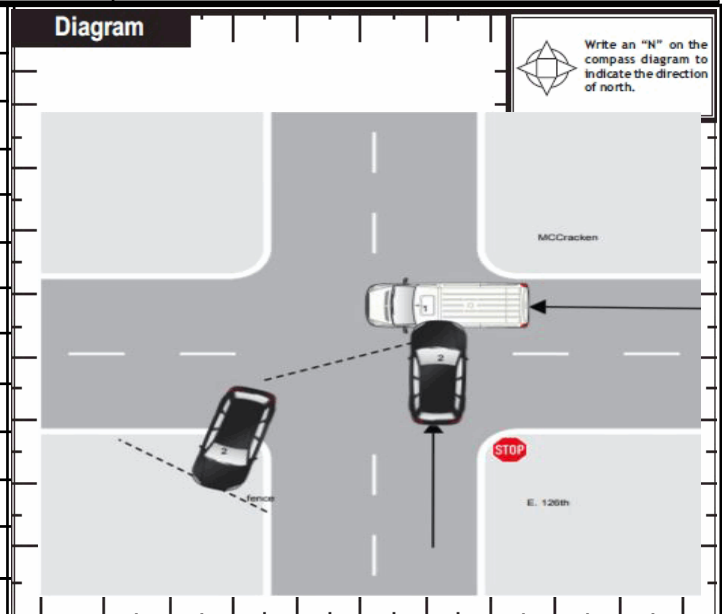 Diagram
Write an “N” on the
compass diagram to
indicate the direction
of north.
MCCracken
1
2
2
fence
STOP
E. 126th